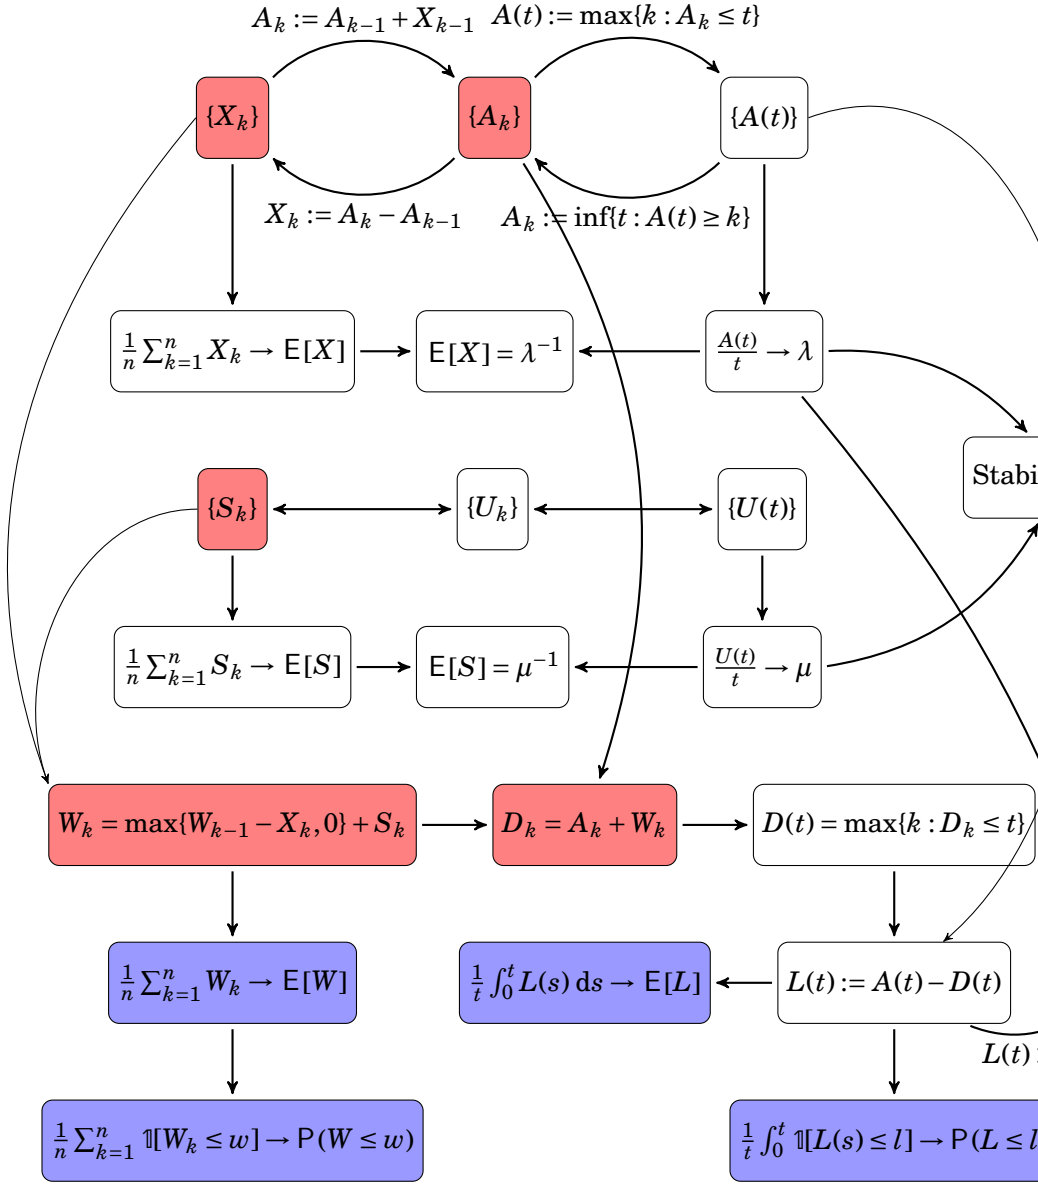 A_k := A_{k−1} + X_{k−1} A(t) := max{k : A_k ≤ t}
{X_k} {A_k} {A(t)}
X_k := A_k − A_{k−1} A_k := inf{t : A(t) ≥ k}
1/n ∑_{k=1}^n X_k → E[X] E[X] = λ^{−1} A(t)/t → λ
Stabi
{S_k} {U_k} {U(t)}
1/n ∑_{k=1}^n S_k → E[S] E[S] = μ^{−1} U(t)/t → μ
W_k = max{W_{k−1} − X_k, 0} + S_k D_k = A_k + W_k D(t) = max{k : D_k ≤ t}
1/n ∑_{k=1}^n W_k → E[W] 1/t ∫_0^t L(s) ds → E[L] L(t) := A(t) − D(t)
L(t)
1/n ∑_{k=1}^n 𝟙[W_k ≤ w] → P(W ≤ w) 1/t ∫_0^t 𝟙[L(s) ≤ l] → P(L ≤ l